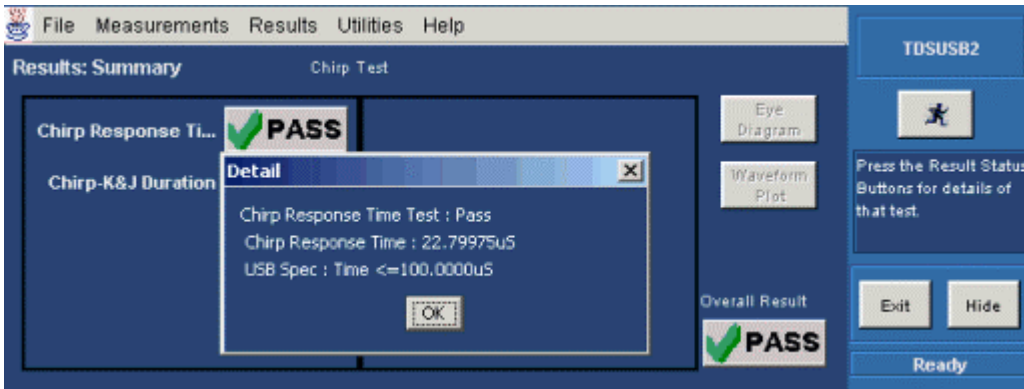 File Measurements Results Utilities Help
TDSUSB2
Results: Summary
Chirp Test
Chirp Response Ti...
PASS
Chirp-K&J Duration
Detail
Chirp Response Time Test : Pass
Chirp Response Time : 22.79975uS
USB Spec : Time <=100.0000uS
OK
Eye
Diagram
Waveform
Plot
Overall Result
PASS
Press the Result Status
Buttons for details of
that test.
Exit
Hide
Ready